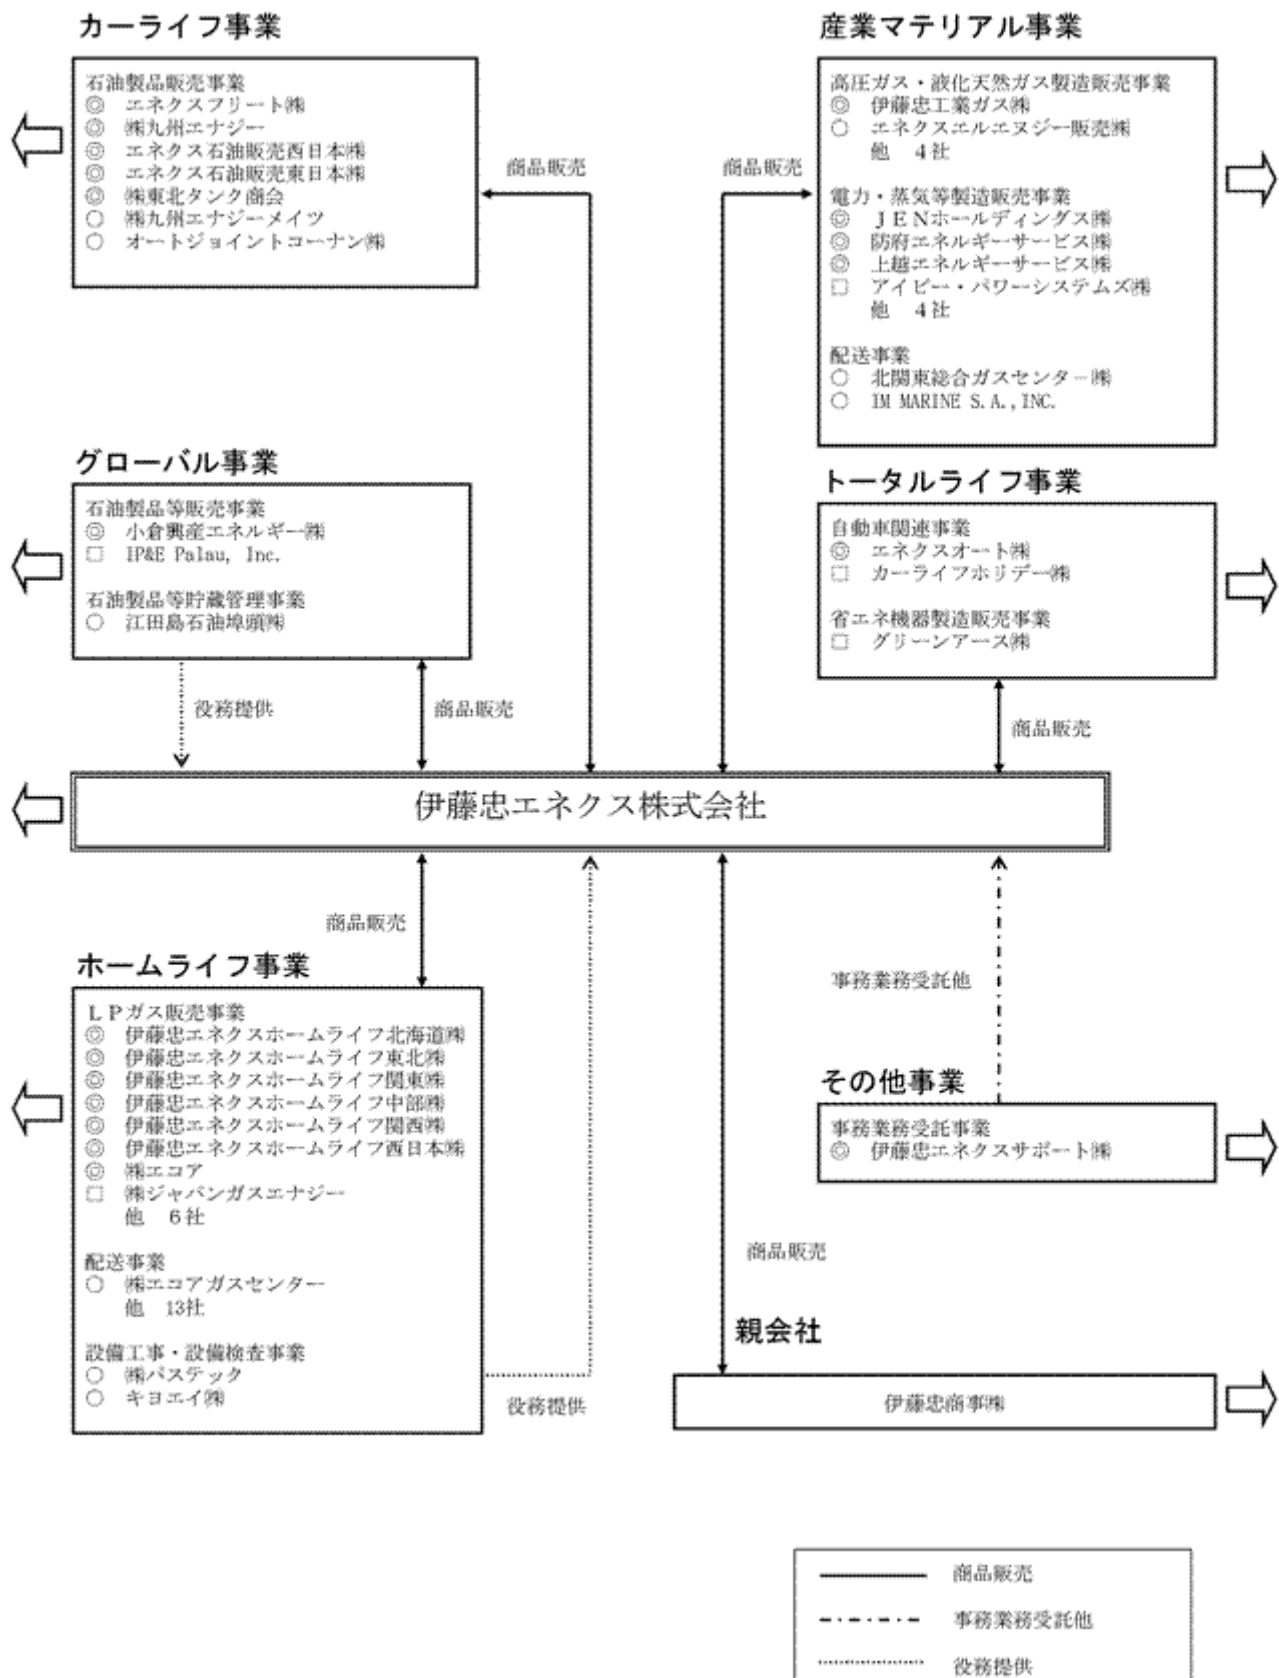 カーライフ事業
石油製品販売事業
◎ エネクスフリート㈱
◎ ㈱九州エナジー
◎ エネクス石油販売西日本㈱
◎ エネクス石油販売東日本㈱
◎ ㈱東北タンク商会
○ ㈱九州エナジーメイツ
○ オートジョイントコーナン㈱
商品販売
産業マテリアル事業
高圧ガス・液化天然ガス製造販売事業
◎ 伊藤忠工業ガス㈱
○ エネクスエルエヌジー販売㈱
他 4社
電力・蒸気等製造販売事業
◎ JENホールディングス㈱
◎ 防府エネルギーサービス㈱
◎ 上越エネルギーサービス㈱
□ アイピー・パワーシステムズ㈱
他 4社
配送事業
○ 北関東総合ガスセンター㈱
○ IM MARINE S.A.,INC.
商品販売
グローバル事業
石油製品等販売事業
◎ 小倉興産エネルギー㈱
□ IP&E Palau, Inc.
石油製品等貯蔵管理事業
○ 江田島石油埠頭㈱
役務提供
商品販売
トータルライフ事業
自動車関連事業
◎ エネクスオート㈱
□ カーライフホリデー㈱
省エネ機器製造販売事業
□ グリーンアース㈱
商品販売
伊藤忠エネクス株式会社
商品販売
ホームライフ事業
LPガス販売事業
◎ 伊藤忠エネクスホームライフ北海道㈱
◎ 伊藤忠エネクスホームライフ東北㈱
◎ 伊藤忠エネクスホームライフ関東㈱
◎ 伊藤忠エネクスホームライフ中部㈱
◎ 伊藤忠エネクスホームライフ関西㈱
◎ 伊藤忠エネクスホームライフ西日本㈱
◎ ㈱エコア
□ ㈱ジャパンガスエナジー
他 6社
配送事業
○ ㈱エコアガスセンター
他 13社
設備工事・設備検査事業
○ ㈱パステック
○ キヨエイ㈱
役務提供
事務業務受託他
その他事業
事務業務受託事業
◎ 伊藤忠エネクスサポート㈱
商品販売
親会社
伊藤忠商事㈱
商品販売
事務業務受託他
役務提供